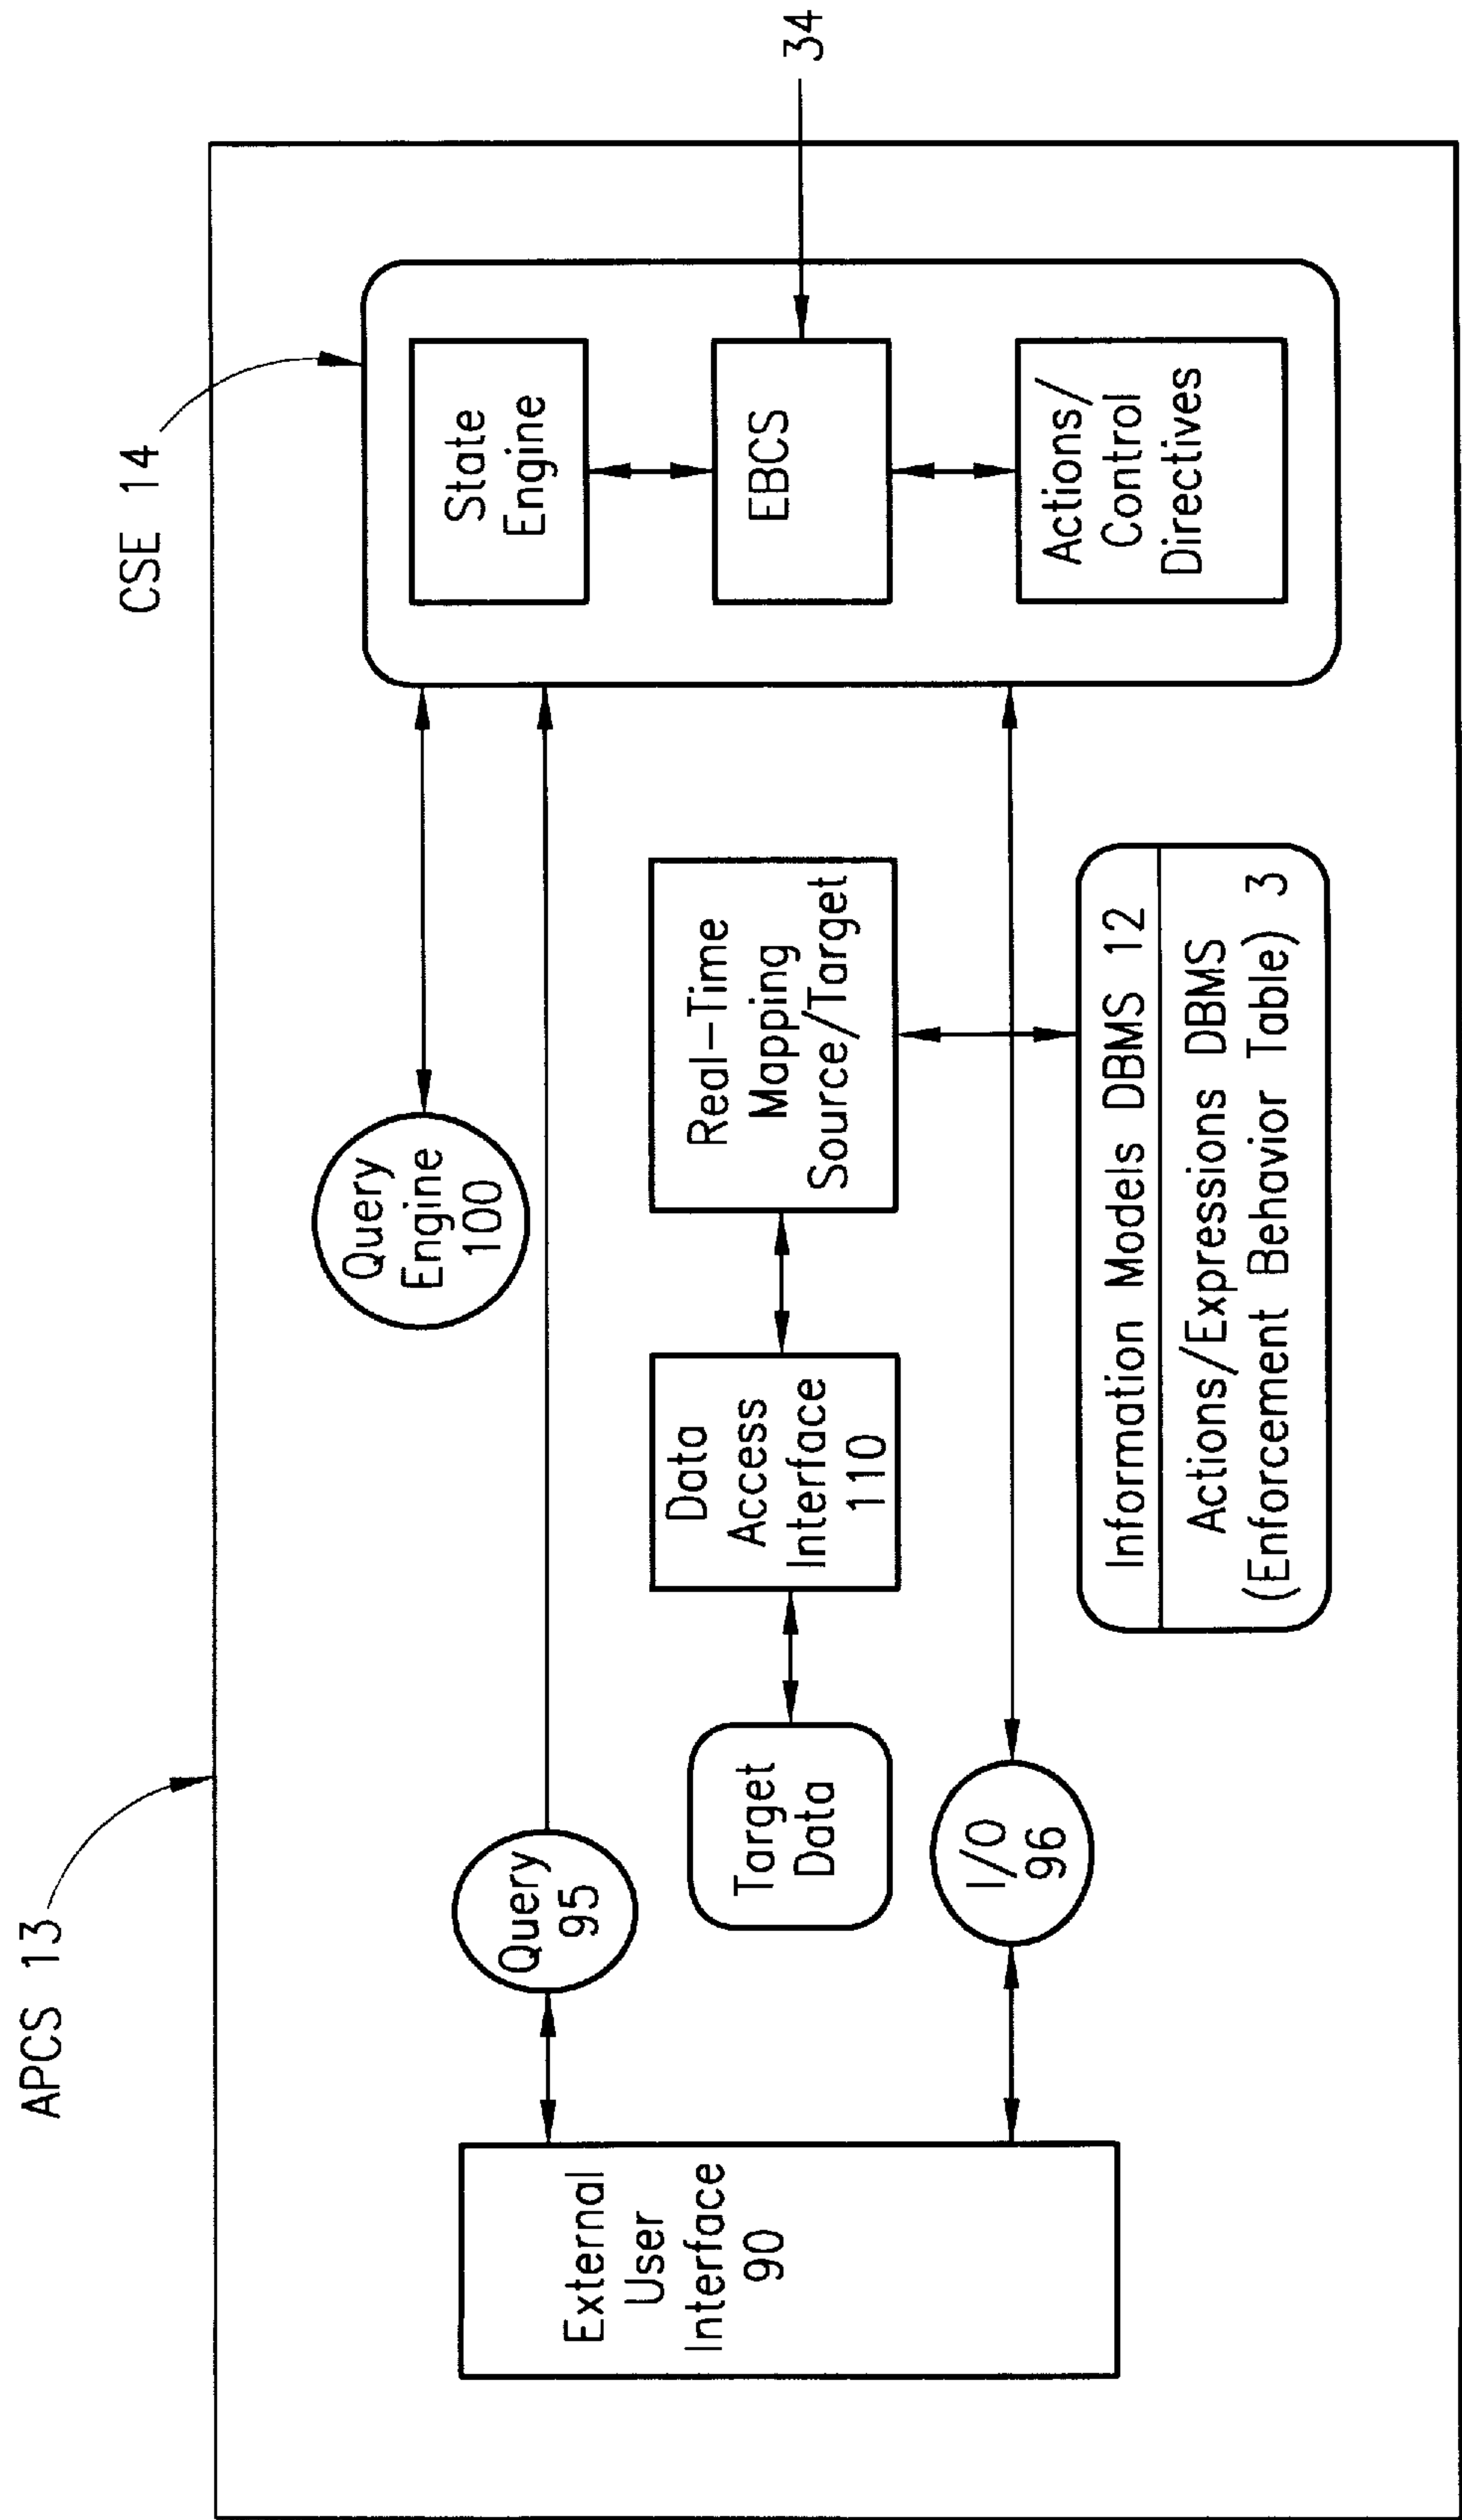 APCS 13
CSE 14
34
External
User
Interface
90
Query
95
I/O
96
Target
Data
Data
Access
Interface
110
Query
Engine
100
Real-Time
Mapping
Source/Target
Information Models DBMS 12
Actions/Expressions DBMS
(Enforcement Behavior Table) 3
State
Engine
EBCS
Actions/
Control
Directives